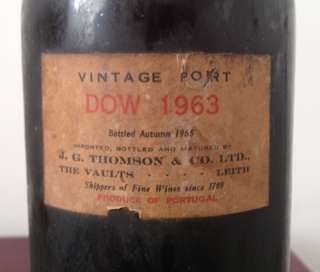 VINTAGE PORT
DOW 1963
Bottled Autumn 1965
IMPORTED, BOTTLED AND MATURED BY
J. G. THOMSON & CO. LTD.,
THE VAULTS . . . . LEITH
Shippers of Fine Wines since 1709
PRODUCE OF PORTUGAL